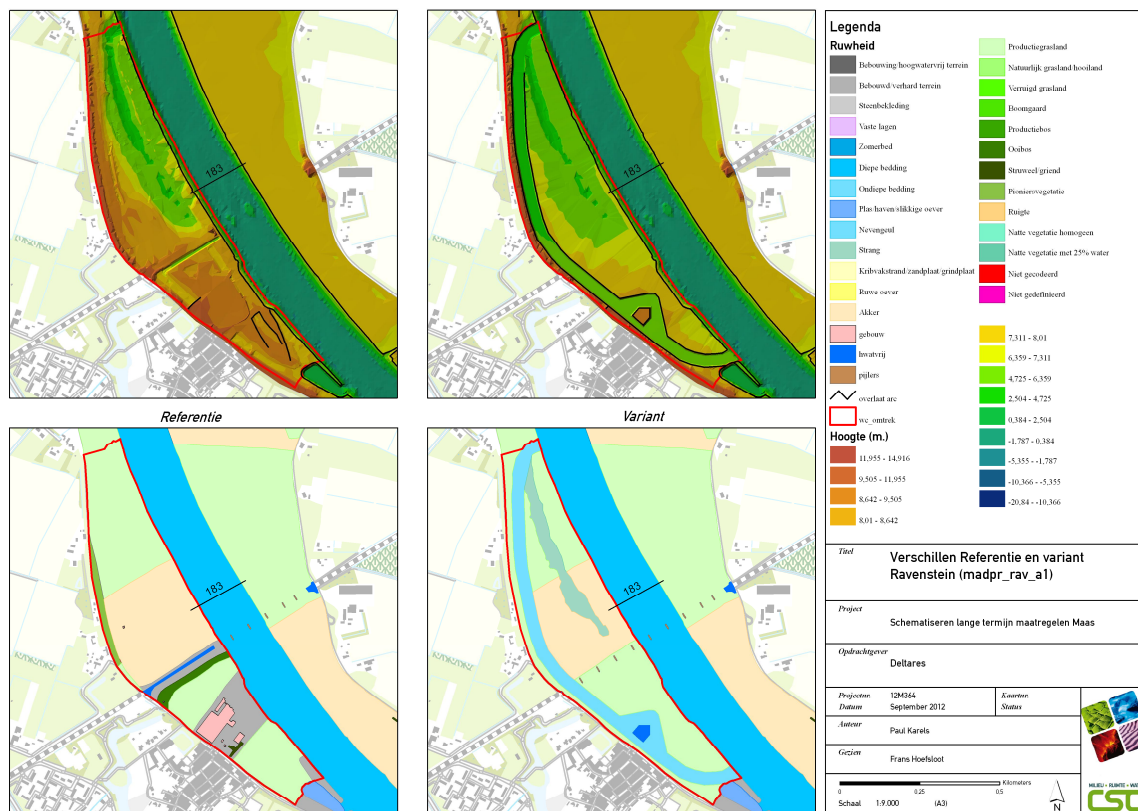 183
183
Referentie
Variant
183
183
Legenda
Ruwheid
Bebouwing/hoogwatervrij terrein
Bebouwd/verhard terrein
Steenbekleding
Vaste lagen
Zomerbed
Diepe bedding
Ondiepe bedding
Plas/haven/slikkige oever
Nevengeul
Strang
Kribvakstrand/zandplaat/grindplaat
Ruwe oever
Akker
gebouw
hwatvrij
pijlers
overlaat arc
wc_omtrek
Hoogte (m.)
11,955 - 14,916
9,505 - 11,955
8,642 - 9,505
8,01 - 8,642
Productiegrasland
Natuurlijk grasland/hooiland
Verruigd grasland
Boomgaard
Productiebos
Ooibos
Struweel/griend
Pioniersvegetatie
Ruigte
Natte vegetatie homogeen
Natte vegetatie met 25% water
Niet gecodeerd
Niet gedefinieerd
7,311 - 8,01
6,359 - 7,311
4,725 - 6,359
2,504 - 4,725
0,384 - 2,504
-1,787 - 0,384
-5,355 - -1,787
-10,366 - -5,355
-20,84 - -10,366
Titel
Verschillen Referentie en variant
Ravenstein (madpr_rav_a1)
Project
Schematiseren lange termijn maatregelen Maas
Opdrachtgever
Deltares
Projectnr. 12M364
Datum September 2012
Kaartnr.
Status
Auteur
Paul Karels
Gezien
Frans Hoefsloot
Kilometers
0 0.25 0.5
Schaal 1:9.000 (A3)
N
MILIEU • RUIMTE • WA
CSO